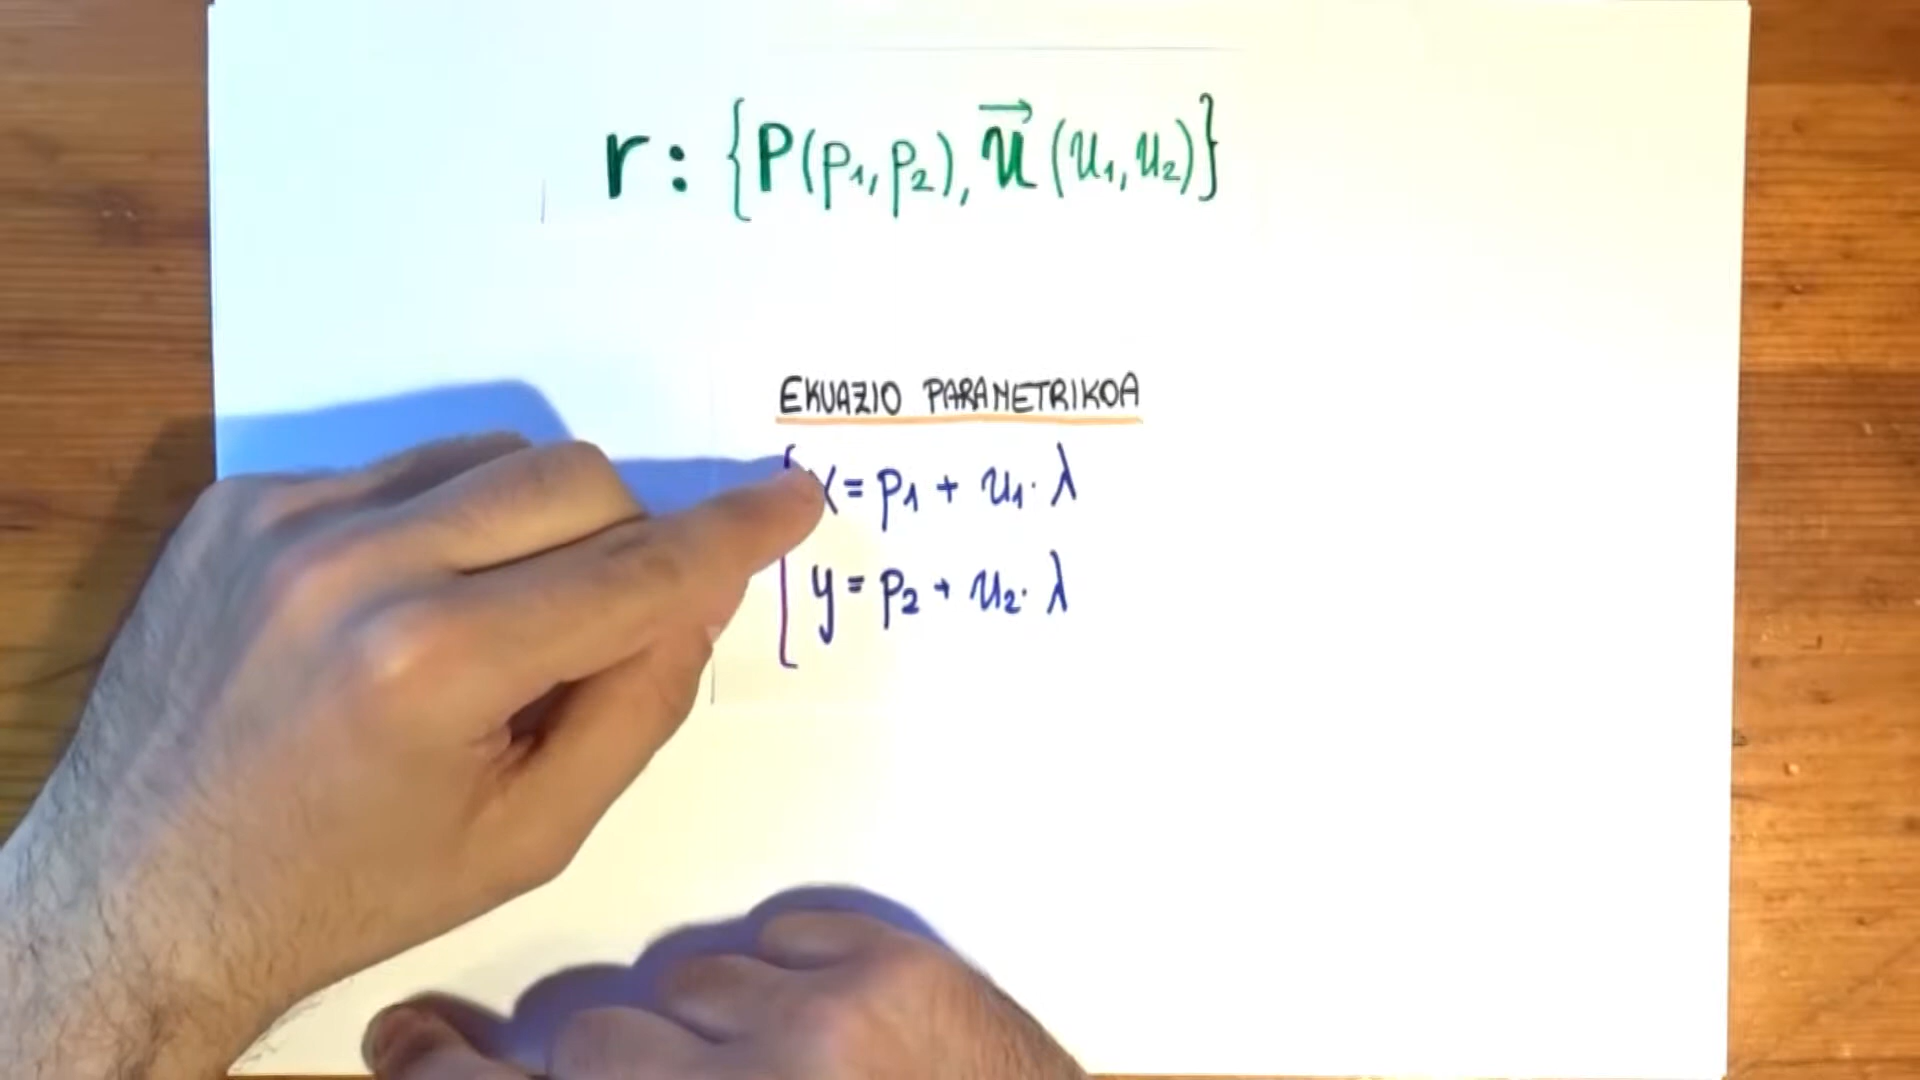 r: {P(p₁,p₂), u⃗ (u₁,u₂)}
EKUAZIO PARAMETRIKOA
x = p₁ + u₁· λ
y = p₂ + u₂· λ